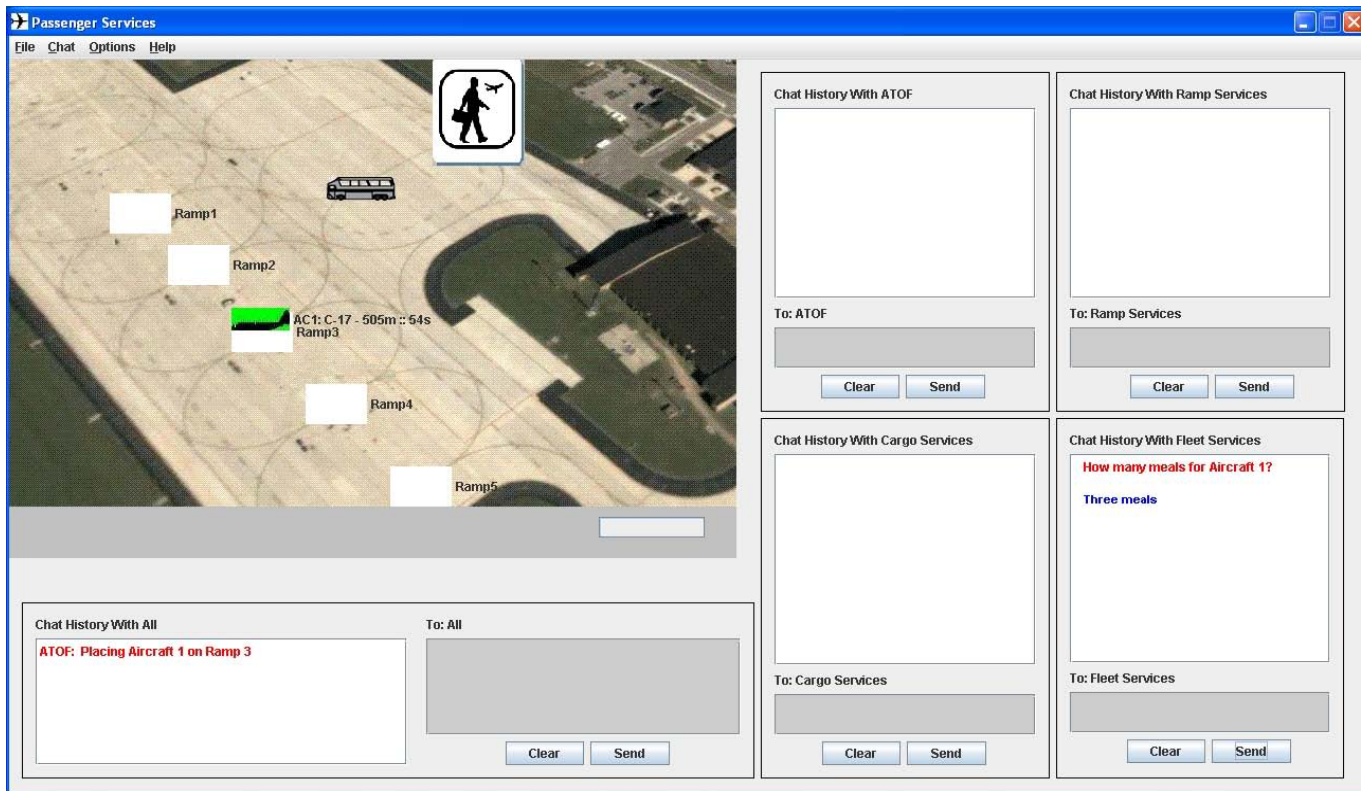 Passenger Services
File Chat Options Help
Ramp1
Ramp2
AC1: C-17 - 505m :: 54s
Ramp3
Ramp4
Ramp5
Chat History With ATOF
To: ATOF
Clear Send
Chat History With Ramp Services
To: Ramp Services
Clear Send
Chat History With Cargo Services
To: Cargo Services
Clear Send
Chat History With Fleet Services
How many meals for Aircraft 1?
Three meals
To: Fleet Services
Clear Send
Chat History With All
ATOF: Placing Aircraft 1 on Ramp 3
To: All
Clear Send